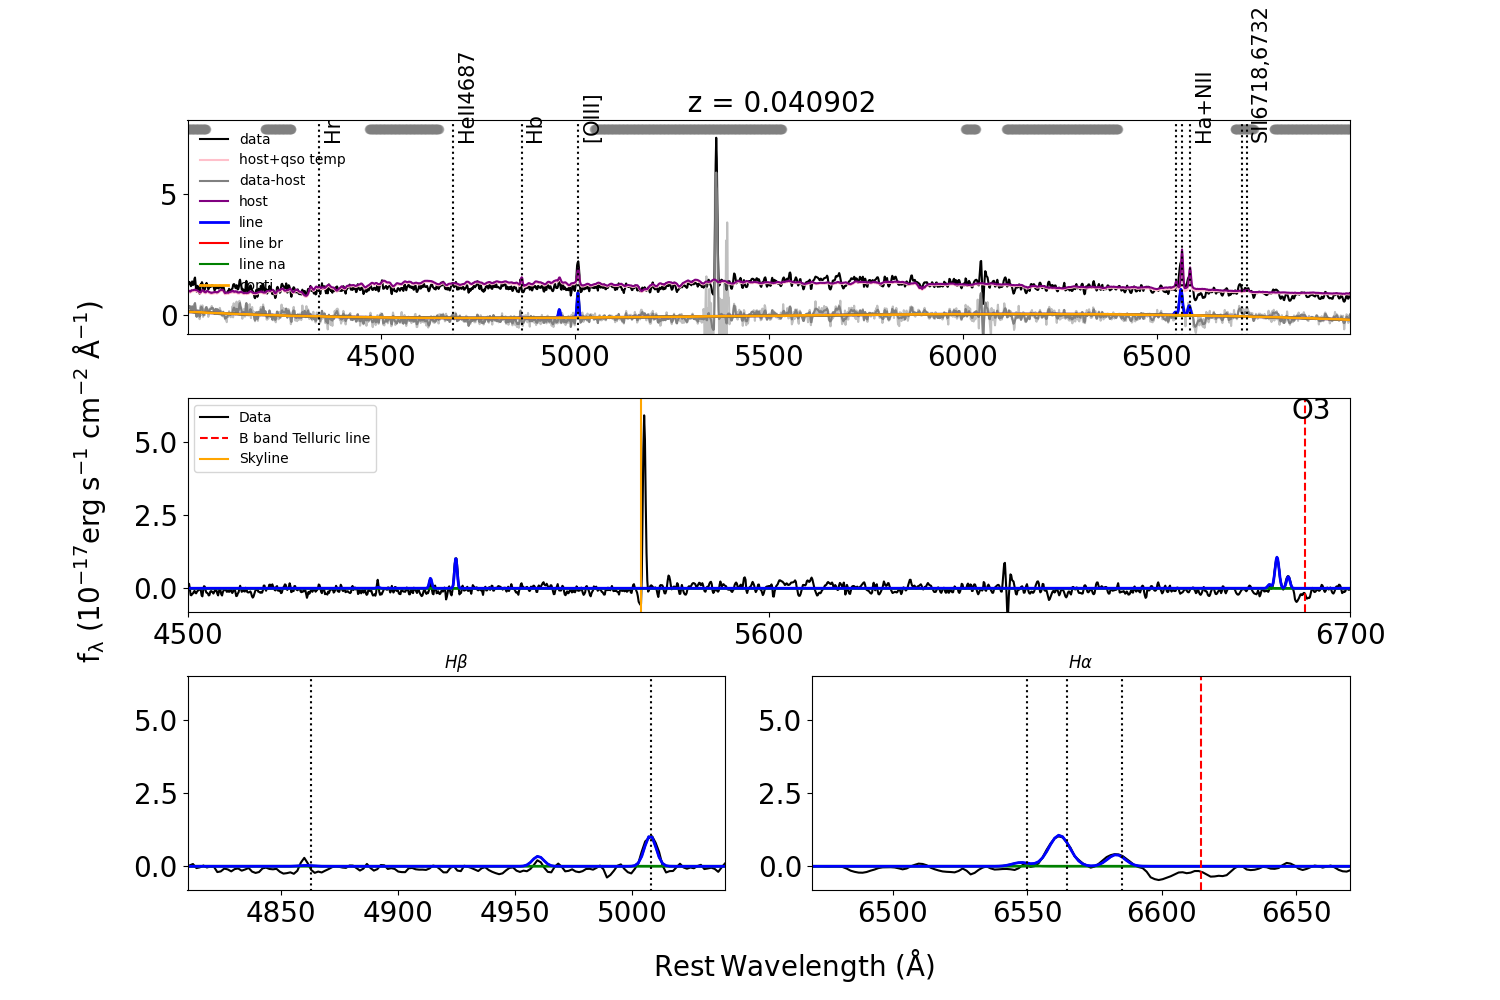 z = 0.040902
Hr
HeII4687
Hb
[OIII]
Ha+NII
SII6718,6732
data
host+qso temp
data-host
host
line
line br
line na
conti
5
0
4500
5000
5500
6000
6500
fλ (10⁻¹⁷erg s⁻¹ cm⁻² Å⁻¹)
Data
B band Telluric line
Skyline
O3
5.0
2.5
0.0
4500
5600
6700
Hβ
5.0
2.5
0.0
4850
4900
4950
5000
Hα
5.0
2.5
0.0
6500
6550
6600
6650
Rest Wavelength (Å)